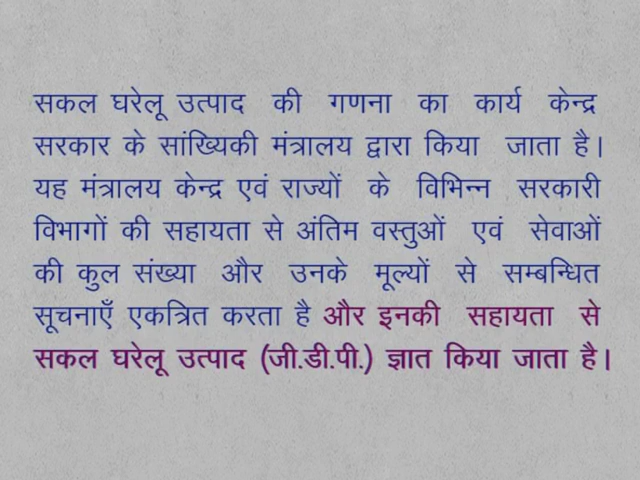 सकल घरेलू उत्पाद की गणना का कार्य केन्द्र
सरकार के सांख्यिकी मंत्रालय द्वारा किया जाता है।
यह मंत्रालय केन्द्र एवं राज्यों के विभिन्न सरकारी
विभागों की सहायता से अंतिम वस्तुओं एवं सेवाओं
की कुल संख्या और उनके मूल्यों से सम्बन्धित
सूचनाएँ एकत्रित करता है और इनकी सहायता से
सकल घरेलू उत्पाद (जी.डी.पी.) ज्ञात किया जाता है।